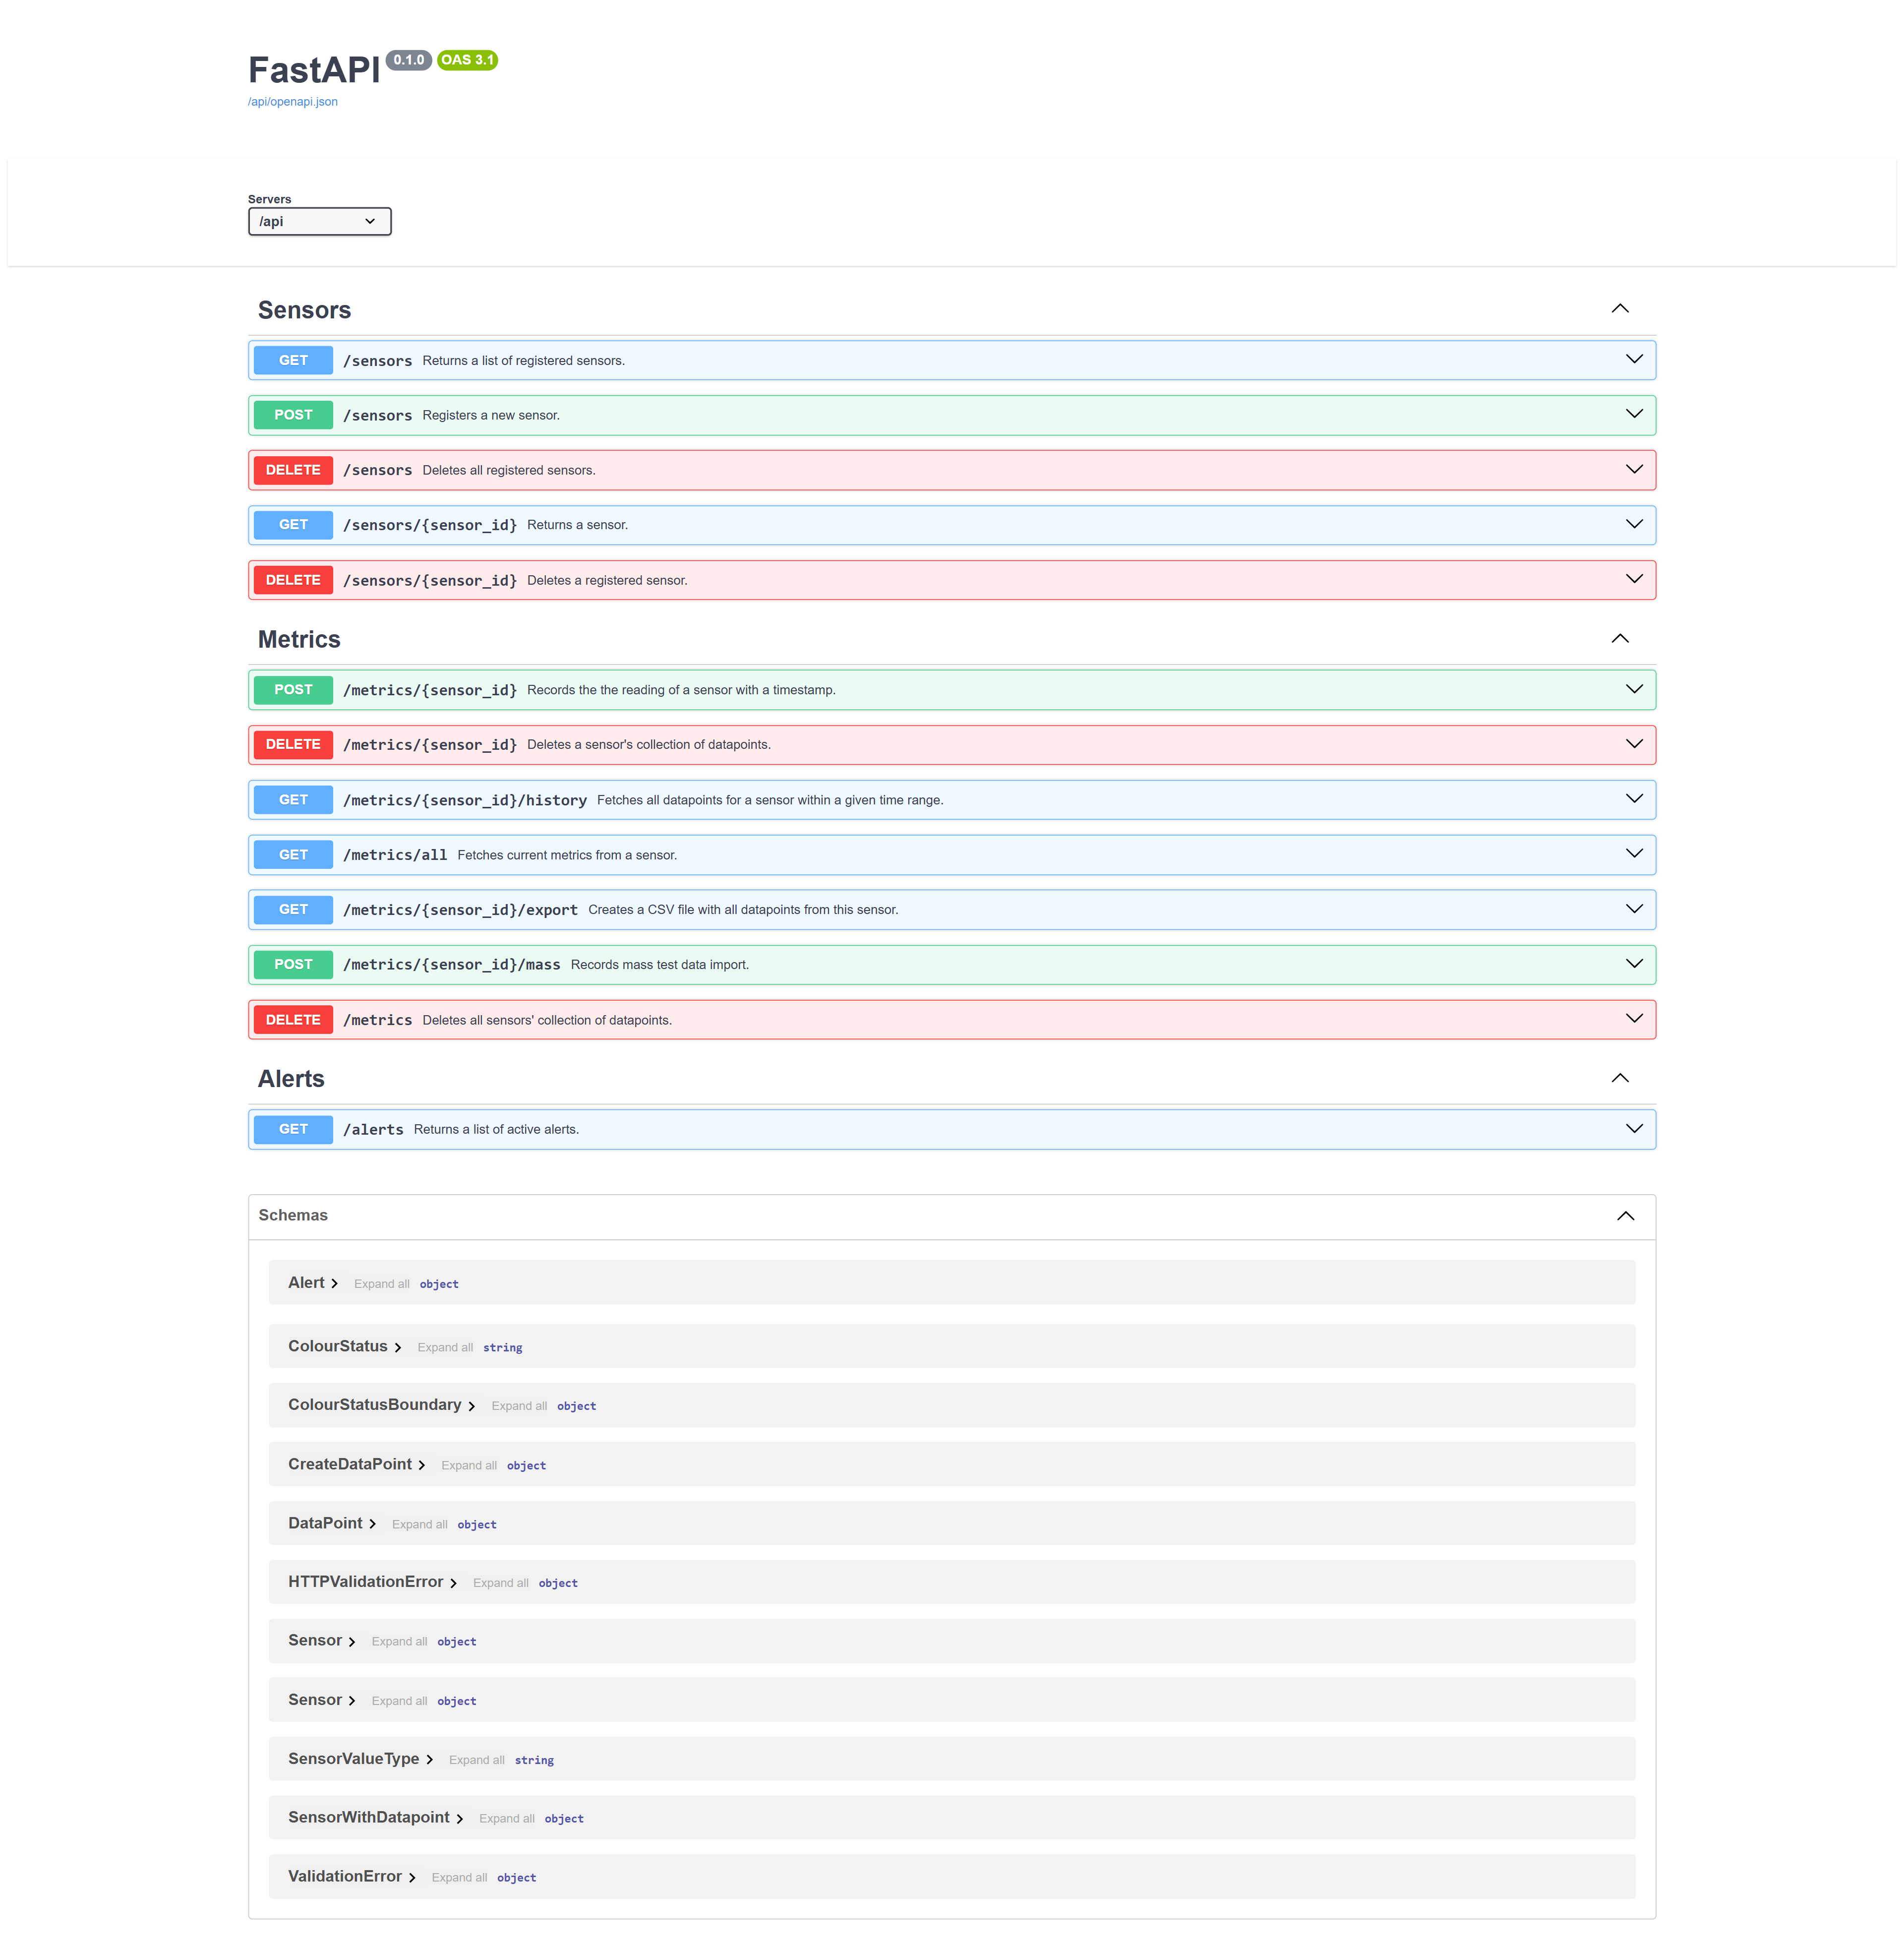 FastAPI 0.1.0 OAS 3.1
/api/openapi.json
Servers
/api
Sensors
GET /sensors Returns a list of registered sensors.
POST /sensors Registers a new sensor.
DELETE /sensors Deletes all registered sensors.
GET /sensors/{sensor_id} Returns a sensor.
DELETE /sensors/{sensor_id} Deletes a registered sensor.
Metrics
POST /metrics/{sensor_id} Records the the reading of a sensor with a timestamp.
DELETE /metrics/{sensor_id} Deletes a sensor's collection of datapoints.
GET /metrics/{sensor_id}/history Fetches all datapoints for a sensor within a given time range.
GET /metrics/all Fetches current metrics from a sensor.
GET /metrics/{sensor_id}/export Creates a CSV file with all datapoints from this sensor.
POST /metrics/{sensor_id}/mass Records mass test data import.
DELETE /metrics Deletes all sensors' collection of datapoints.
Alerts
GET /alerts Returns a list of active alerts.
Schemas
Alert Expand all object
ColourStatus Expand all string
ColourStatusBoundary Expand all object
CreateDataPoint Expand all object
DataPoint Expand all object
HTTPValidationError Expand all object
Sensor Expand all object
Sensor Expand all object
SensorValueType Expand all string
SensorWithDatapoint Expand all object
ValidationError Expand all object